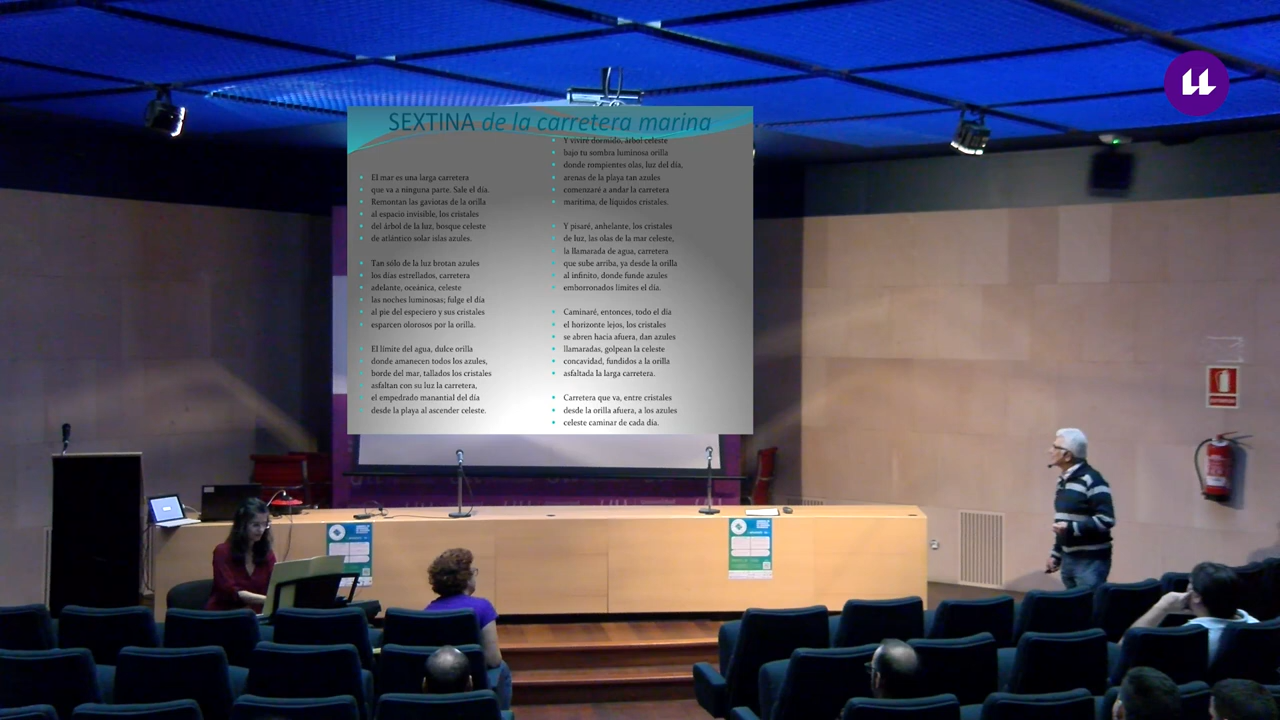 SEXTINA de la carretera marina
El mar es una larga carretera
que va a ninguna parte. Sale el día.
Remontan las gaviotas de la orilla
al espacio invisible, los cristales
del árbol de la luz, bosque celeste
de atlántico solar islas azules.
Tan sólo de la luz brotan azules
los días estrellados, carretera
adelante, oceánica, celeste
las noches luminosas; fulge el día
al pie del especiero y sus cristales
esparcen olorosos por la orilla.
El límite del agua, dulce orilla
donde amanecen todos los azules,
borde del mar, tallados los cristales
asfaltan con su luz la carretera,
el empedrado manantial del día
desde la playa al ascender celeste.
Y viviré dormido, árbol celeste
bajo tu sombra luminosa orilla
donde rompientes olas, luz del día,
arenas de la playa tan azules
comenzaré a andar la carretera
marítima, de líquidos cristales.
Y pisaré, anhelante, los cristales
de luz, las olas de la mar celeste,
la llamarada de agua, carretera
que sube arriba, ya desde la orilla
al infinito, donde funde azules
emborronados límites el día.
Caminaré, entonces, todo el día
el horizonte lejos, los cristales
se abren hacia afuera, dan azules
llamaradas, golpean la celeste
concavidad, fundidos a la orilla
asfaltada la larga carretera.
Carretera que va, entre cristales
desde la orilla afuera, a los azules
celeste caminar de cada día.